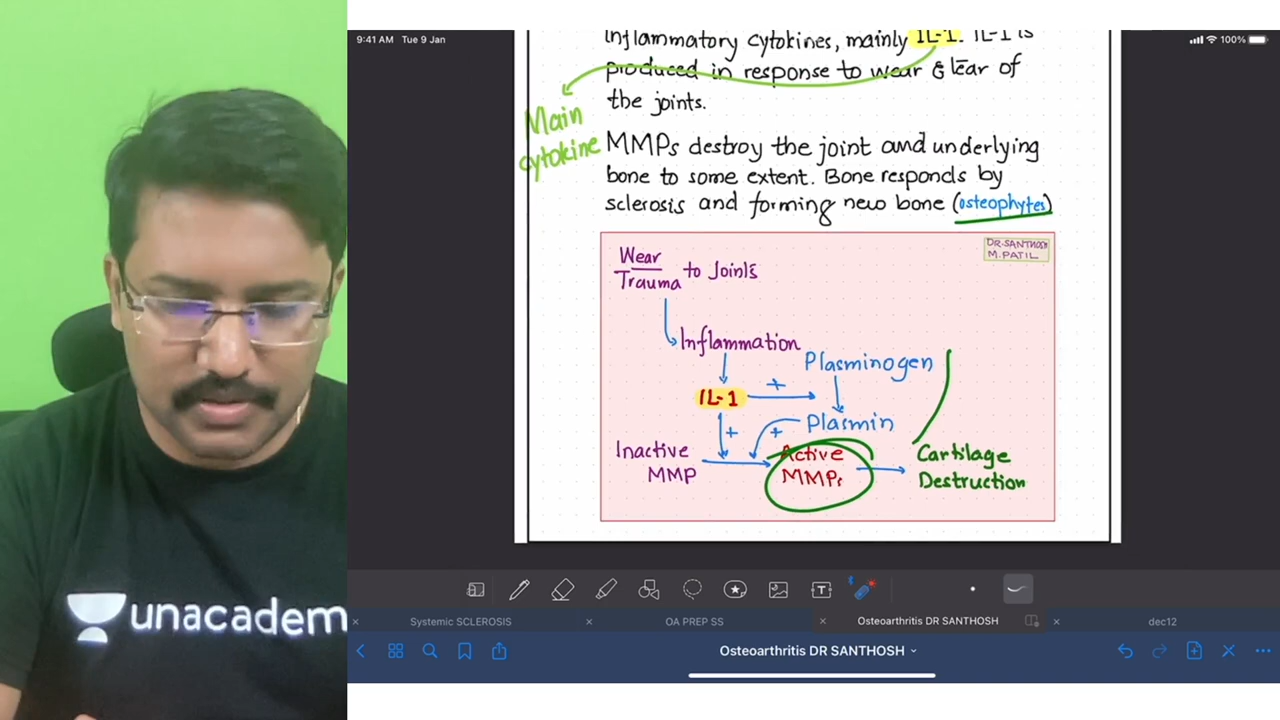 9:41 AM Tue 9 Jan
100%
inflammatory cytokines, mainly IL-1. IL-1 is
produced in response to wear & tear of
the joints.
Main
cytokine
MMPs destroy the joint and underlying
bone to some extent. Bone responds by
sclerosis and forming new bone (osteophytes)
DR.SANTHOSH
M.PATIL
Wear
Trauma to Joints
Inflammation
Plasminogen
IL-1 +
+ + Plasmin
Inactive
MMP
Active
MMPs
Cartilage
Destruction
unacadem
Systemic SCLEROSIS
OA PREP SS
Osteoarthritis DR SANTHOSH
dec12
Osteoarthritis DR SANTHOSH